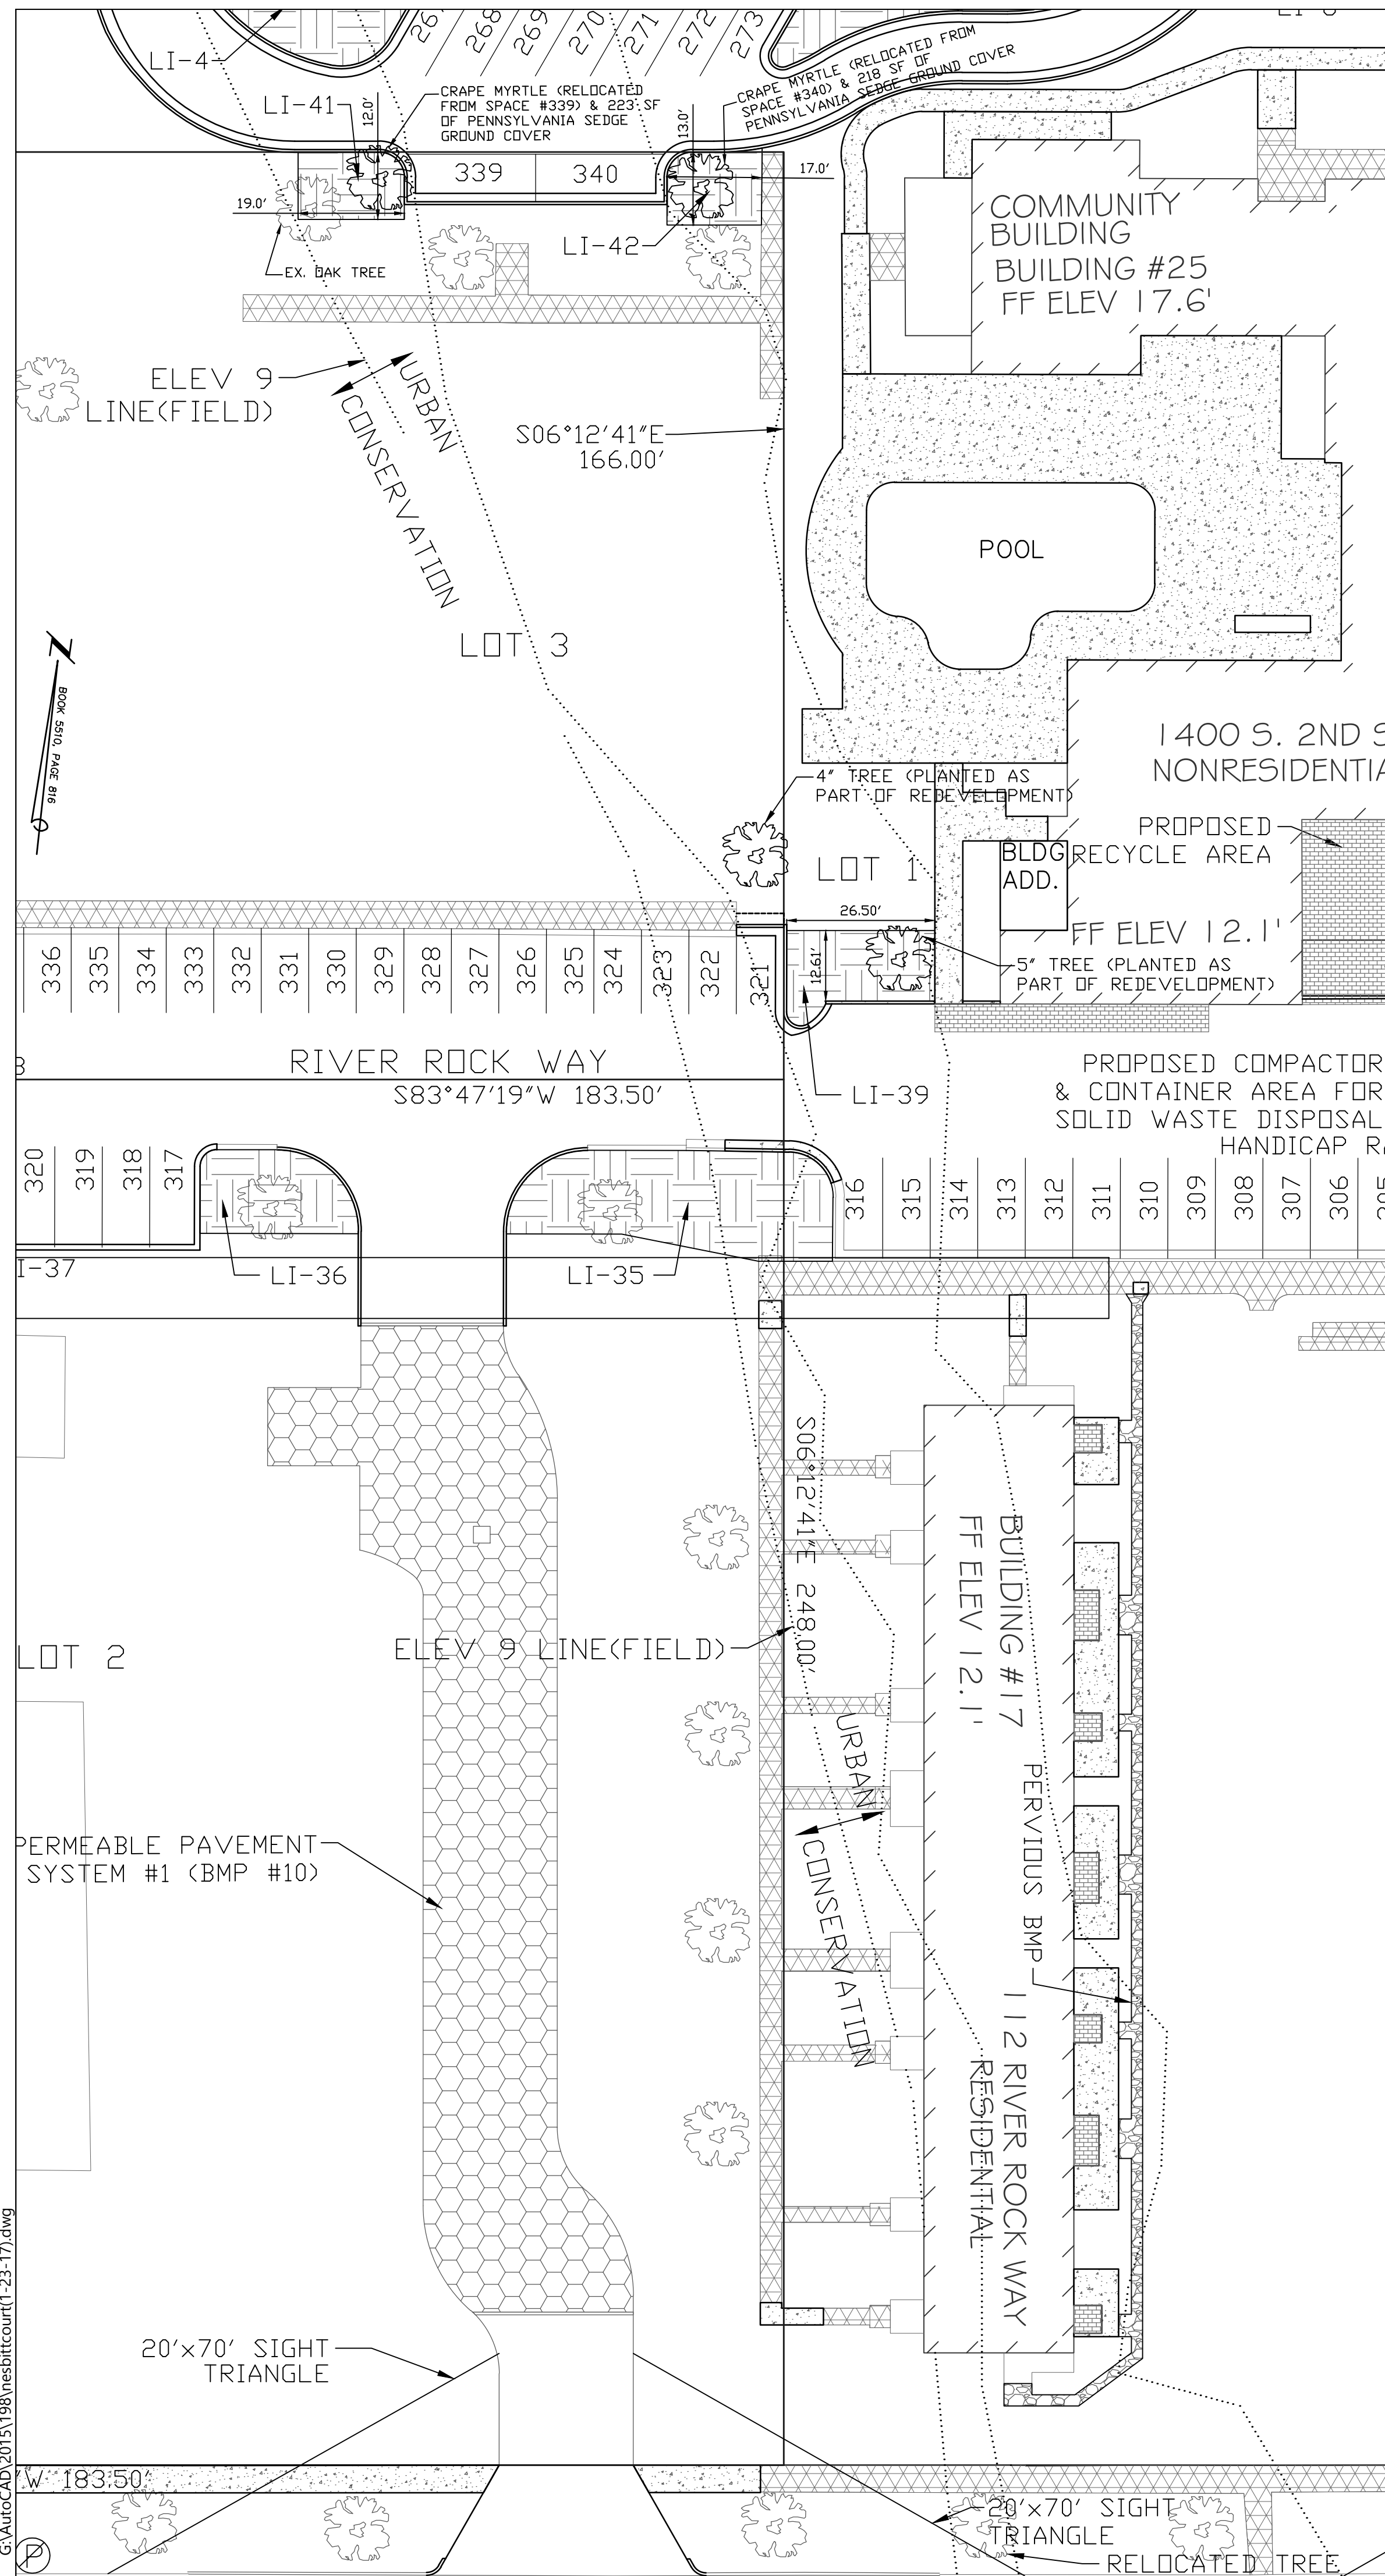 LI-4
268
269
270
271
272
273
LI-41
12.0'
CRAPE MYRTLE (RELOCATED
FROM SPACE #339) & 223 SF
OF PENNSYLVANIA SEDGE
GROUND COVER
13.0'
CRAPE MYRTLE (RELOCATED FROM
SPACE #340) & 218 SF OF
PENNSYLVANIA SEDGE GROUND COVER
339
340
17.0'
19.0'
LI-42
EX. OAK TREE
COMMUNITY
BUILDING
BUILDING #25
FF ELEV 17.6'
ELEV 9
LINE(FIELD)
URBAN
CONSERVATION
S06°12'41"E
166.00'
POOL
LOT 3
BOOK 5510, PAGE 816
1400 S. 2ND S
NONRESIDENTIA
4" TREE (PLANTED AS
PART OF REDEVELOPMENT)
PROPOSED
RECYCLE AREA
LOT 1
BLDG
ADD.
26.50'
12.61'
FF ELEV 12.1'
5" TREE (PLANTED AS
PART OF REDEVELOPMENT)
336
335
334
333
332
331
330
329
328
327
326
325
324
323
322
321
RIVER ROCK WAY
S83°47'19"W 183.50'
LI-39
PROPOSED COMPACTOR
& CONTAINER AREA FOR
SOLID WASTE DISPOSAL
HANDICAP RA
320
319
318
317
316
315
314
313
312
311
310
309
308
307
306
305
I-37
LI-36
LI-35
S06°12'41"E 248.00'
BUILDING #17
FF ELEV 12.1'
ELEV 9 LINE(FIELD)
LOT 2
URBAN
CONSERVATION
PERVIOUS BMP
PERMEABLE PAVEMENT
SYSTEM #1 (BMP #10)
112 RIVER ROCK WAY
RESIDENTIAL
20'x70' SIGHT
TRIANGLE
'W 183.50'
20'x70' SIGHT
TRIANGLE
RELOCATED TREE
P
G:\AutoCAD\2015\198\nesbittcourt(1-23-17).dwg